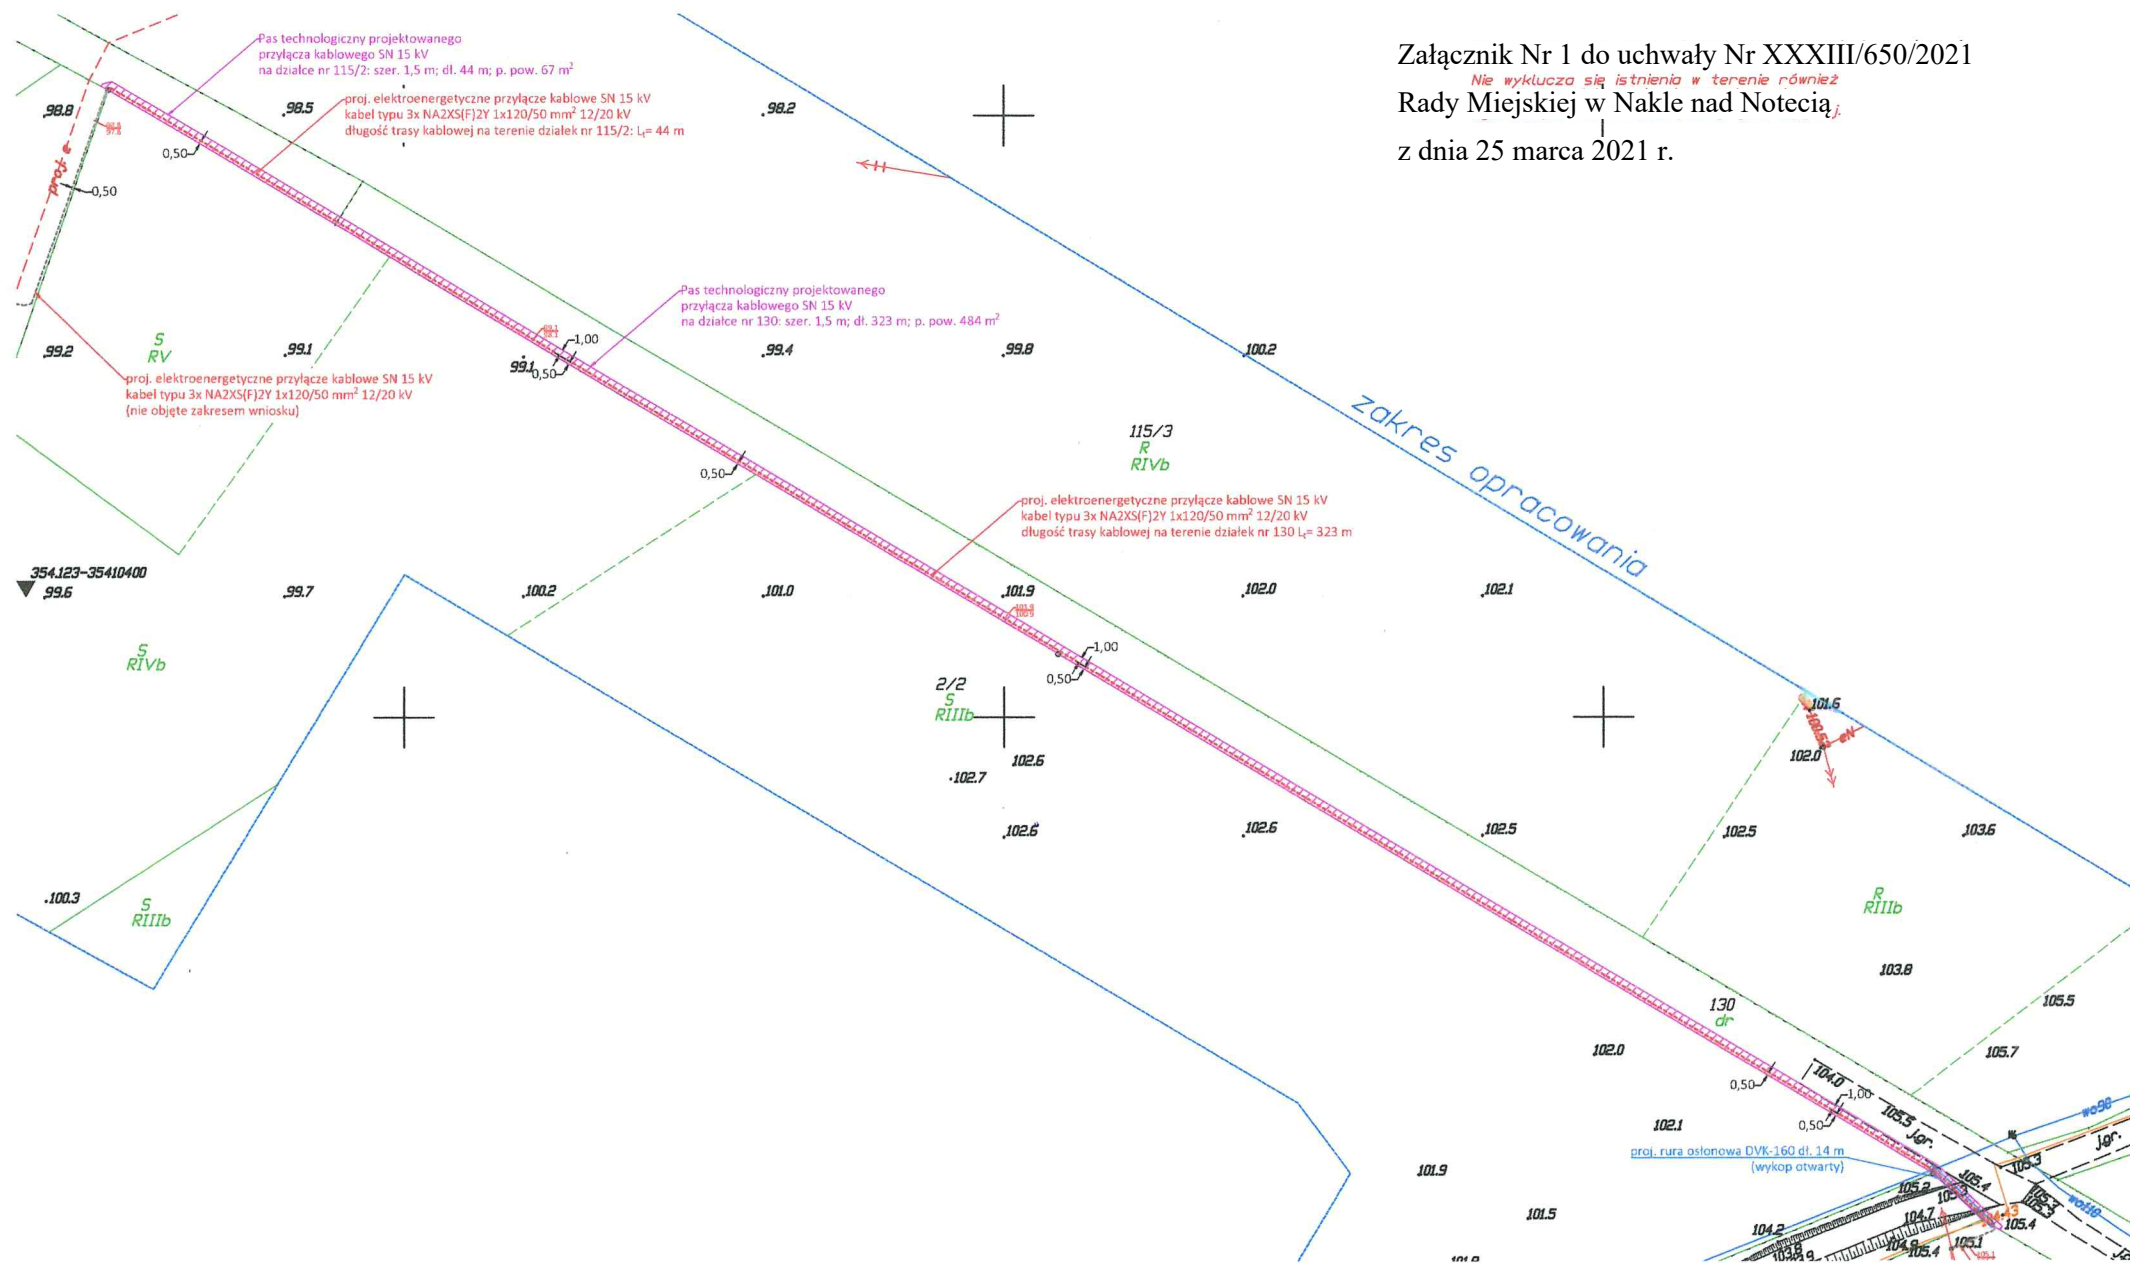 Załącznik Nr 1 do uchwały Nr XXXIII/650/2021
Nie wyklucza się istnienia w terenie również
Rady Miejskiej w Nakle nad Notecią
z dnia 25 marca 2021 r.
Pas technologiczny projektowanego
przyłącza kablowego SN 15 kV
na działce nr 115/2: szer. 1,5 m; dł. 44 m; p. pow. 67 m²
proj. elektroenergetyczne przyłącze kablowe SN 15 kV
kabel typu 3x NA2XS(F)2Y 1x120/50 mm² 12/20 kV
długość trasy kablowej na terenie działek nr 115/2: Lt= 44 m
98.8
98.5
98.2
0,50
proj. e
0,50
Pas technologiczny projektowanego
przyłącza kablowego SN 15 kV
na działce nr 130: szer. 1,5 m; dł. 323 m; p. pow. 484 m²
S
RV
99.2
99.1
99.1
1,00
0,50
99.4
99.8
100.2
proj. elektroenergetyczne przyłącze kablowe SN 15 kV
kabel typu 3x NA2XS(F)2Y 1x120/50 mm² 12/20 kV
(nie objęte zakresem wniosku)
zakres opracowania
115/3
R
RIVb
0,50
proj. elektroenergetyczne przyłącze kablowe SN 15 kV
kabel typu 3x NA2XS(F)2Y 1x120/50 mm² 12/20 kV
długość trasy kablowej na terenie działek nr 130 Lt= 323 m
354.123-35410400
99.6
99.7
100.2
101.0
101.9
102.0
102.1
S
RIVb
1,00
0,50
2/2
S
RIIIb
101.6
100.53
eN
102.0
102.6
102.7
102.6
102.6
102.5
102.5
103.6
100.3
S
RIIIb
R
RIIIb
103.8
105.5
130
dr
102.0
105.7
0,50
104.0
1,00
0,50
105.5
j.gr.
wo90
j.gr.
102.1
proj. rura osłonowa DVK-160 dł. 14 m
(wykop otwarty)
101.9
105.3
105.4
105.2
wo110
101.5
104.7
105.4
104.2
105.1
105.4